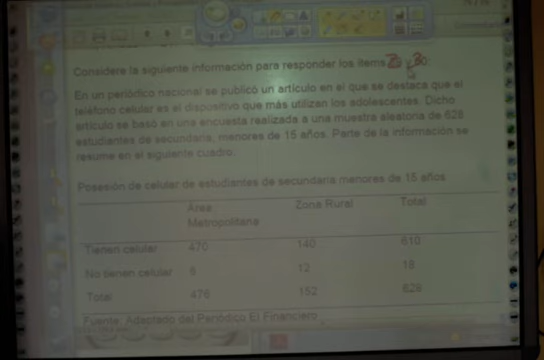 Considere la siguiente información para responder los ítems
En un periódico nacional se publicó un artículo en el que se destaca que el
teléfono celular es el dispositivo que más utilizan los adolescentes. Dicho
artículo se basó en una encuesta realizada a una muestra aleatoria de 628
estudiantes de secundaria, menores de 15 años. Parte de la información se
resume en el siguiente cuadro:
Posesión de celular de estudiantes de secundaria menores de 15 años
Área Metropolitana Zona Rural Total
Tienen celular 470 140 610
No tienen celular 6 12 18
Total 476 152 628
Fuente: Adaptado del Periódico El Financiero